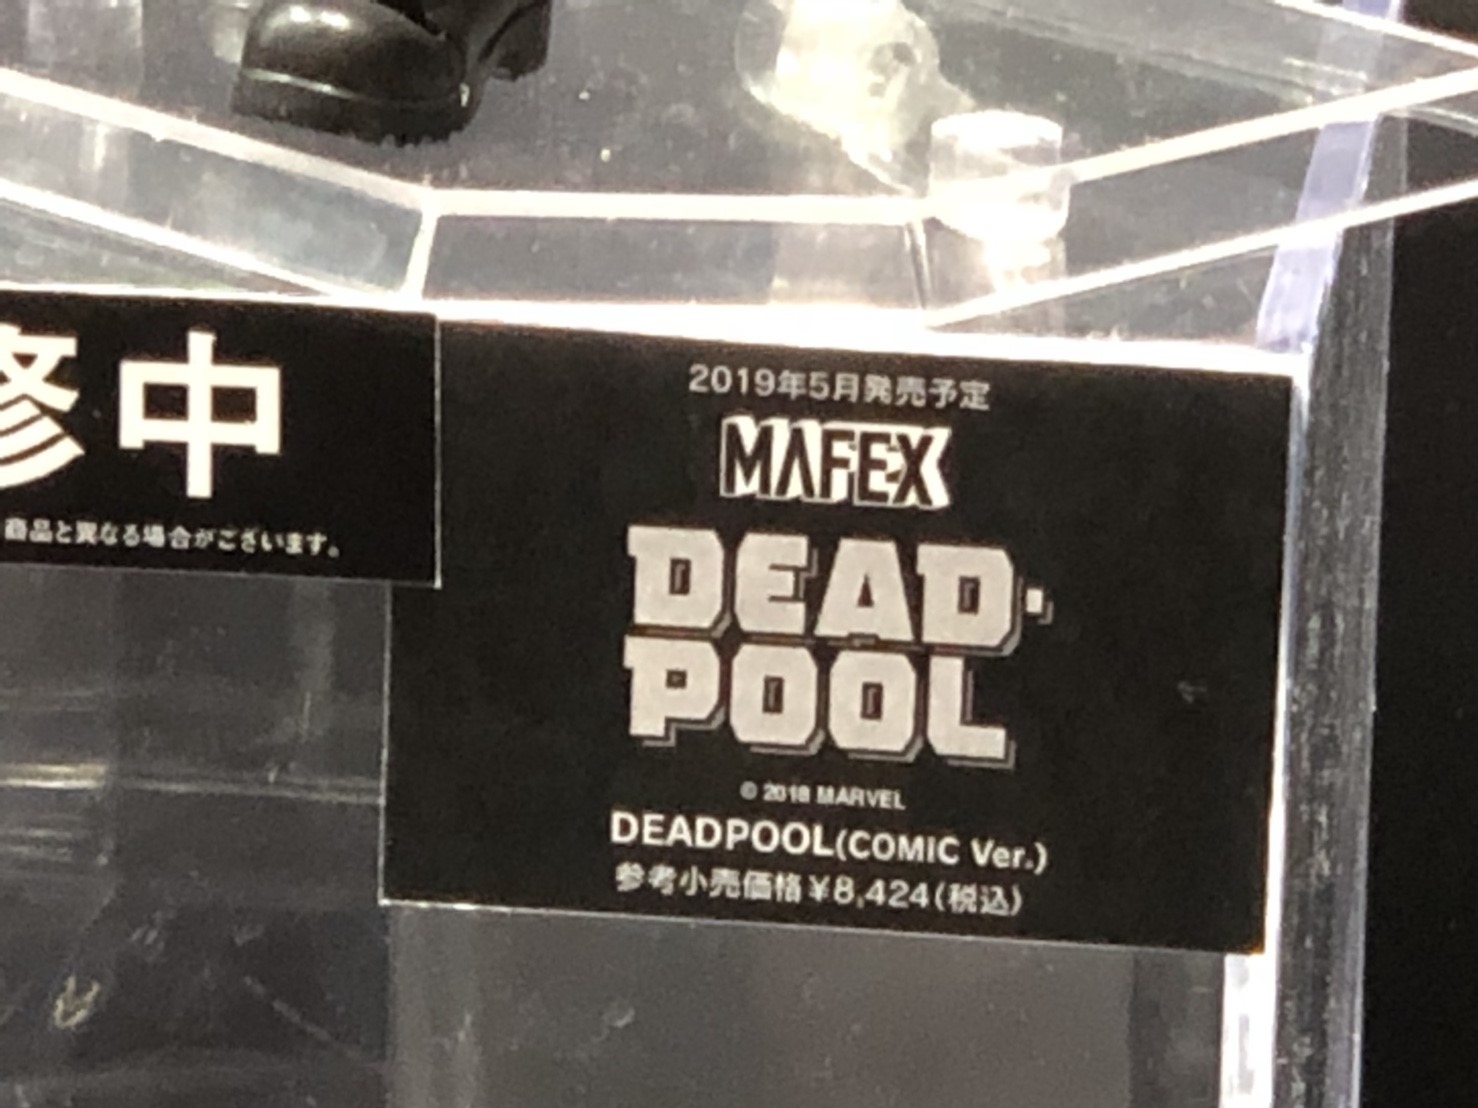 修中
商品と異なる場合がございます。
2019年5月発売予定
MAFEX
DEAD·
POOL
© 2018 MARVEL
DEADPOOL(COMIC Ver.)
参考小売価格¥8,424(税込)